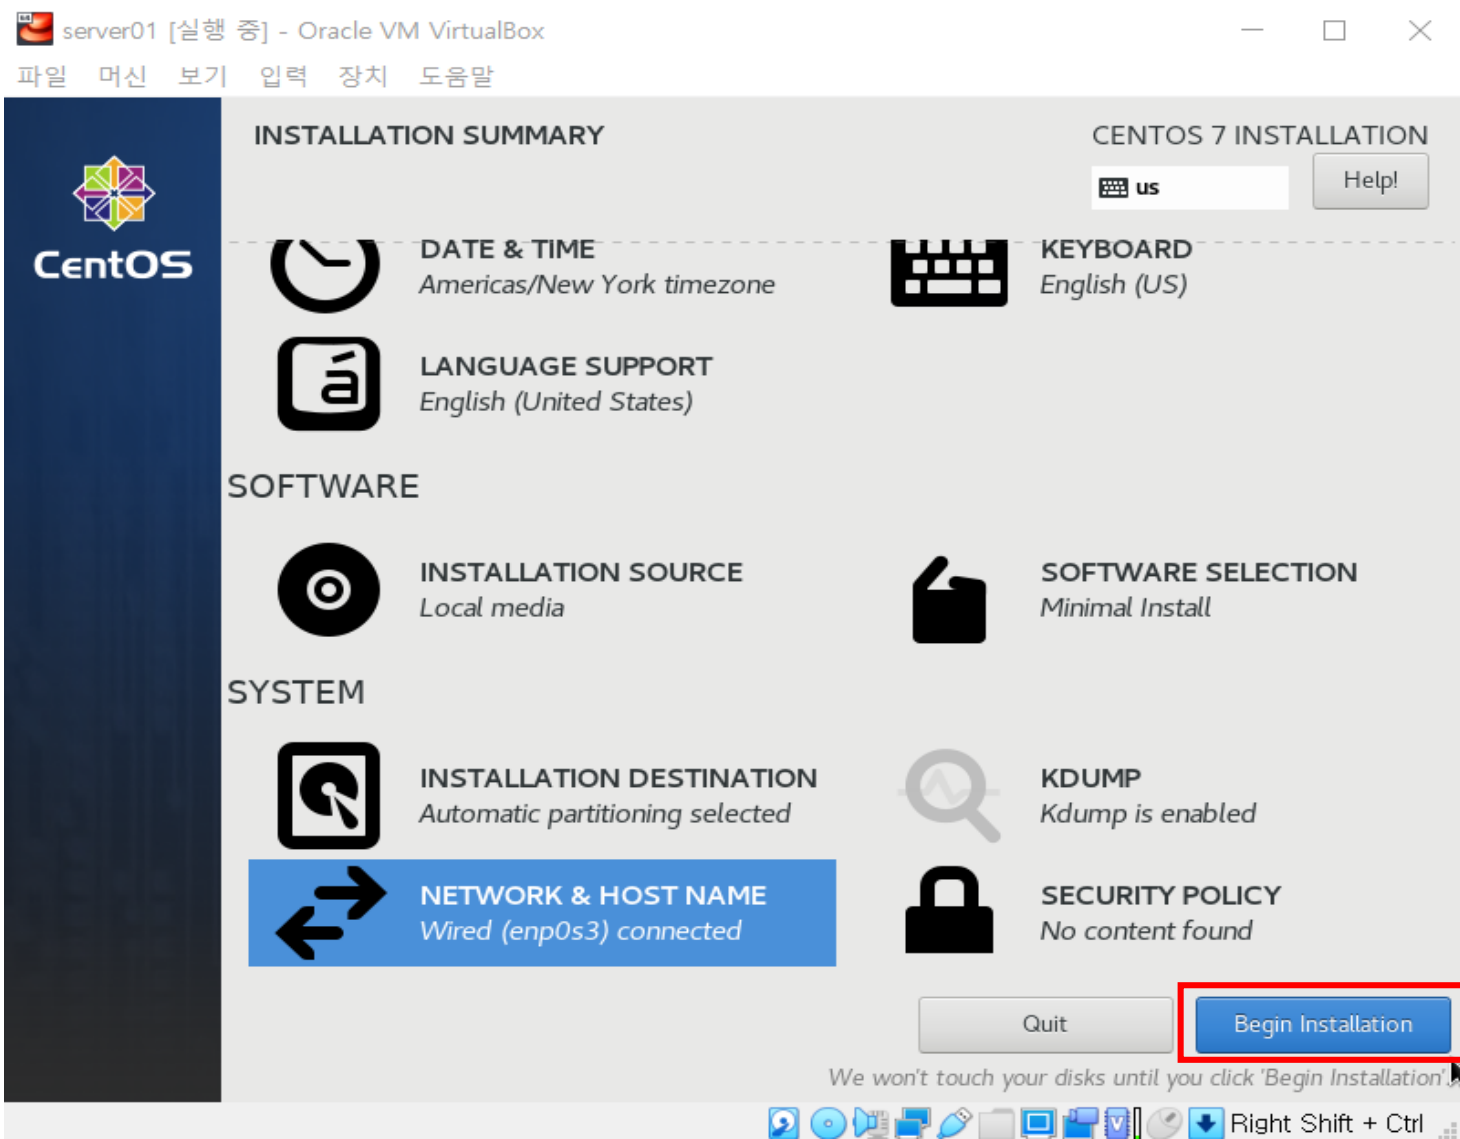 server01 [실행 중] - Oracle VM VirtualBox
파일 머신 보기 입력 장치 도움말
INSTALLATION SUMMARY
CENTOS 7 INSTALLATION
us
Help!
CentOS
DATE & TIME
Americas/New York timezone
KEYBOARD
English (US)
LANGUAGE SUPPORT
English (United States)
SOFTWARE
INSTALLATION SOURCE
Local media
SOFTWARE SELECTION
Minimal Install
SYSTEM
INSTALLATION DESTINATION
Automatic partitioning selected
KDUMP
Kdump is enabled
NETWORK & HOST NAME
Wired (enp0s3) connected
SECURITY POLICY
No content found
Quit
Begin Installation
We won't touch your disks until you click 'Begin Installation'.
Right Shift + Ctrl